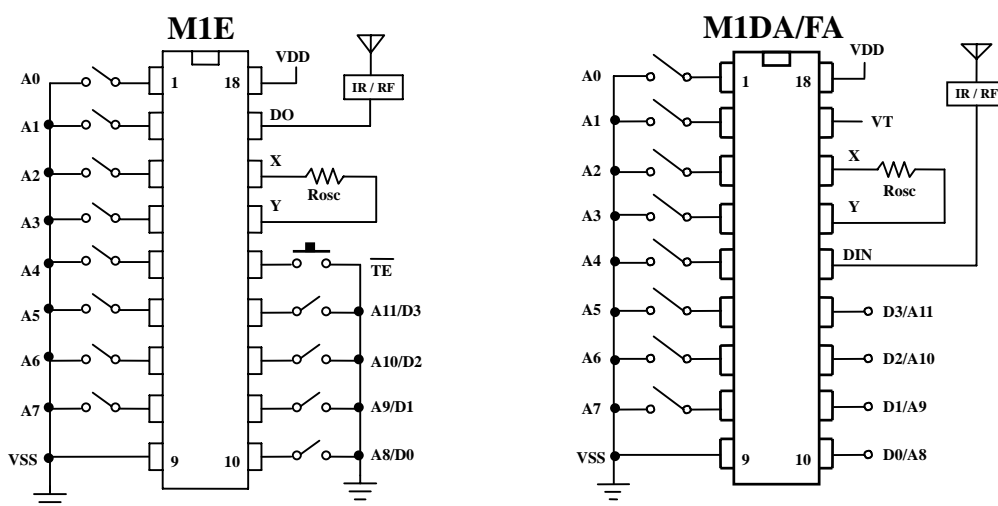 M1E
A0
1
18
VDD
IR / RF
A1
DO
A2
X
Rosc
A3
Y
A4
TE
A5
A11/D3
A6
A10/D2
A7
A9/D1
VSS
9
10
A8/D0
M1DA/FA
A0
1
18
VDD
IR / RF
A1
VT
A2
X
Rosc
A3
Y
A4
DIN
A5
D3/A11
A6
D2/A10
A7
D1/A9
VSS
9
10
D0/A8